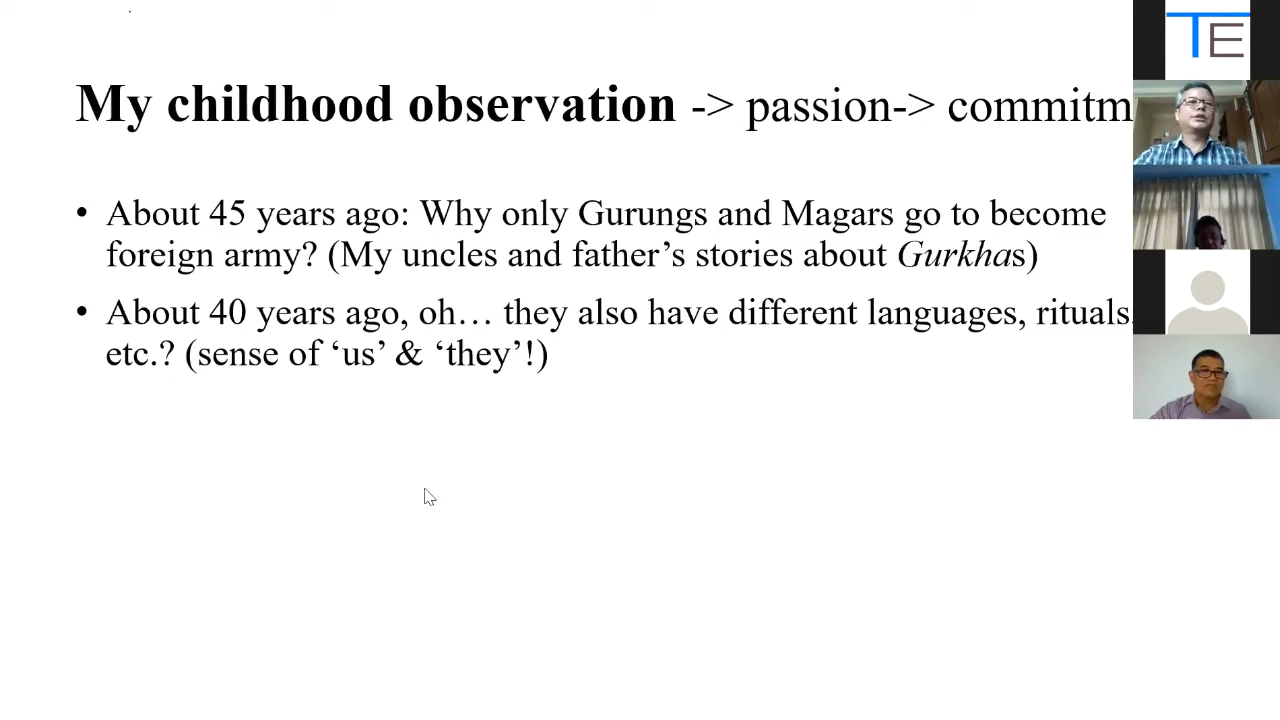 My childhood observation -> passion-> commitm
• About 45 years ago: Why only Gurungs and Magars go to become
foreign army? (My uncles and father’s stories about Gurkhas)
• About 40 years ago, oh… they also have different languages, rituals,
etc.? (sense of ‘us’ & ‘they’!)
TE